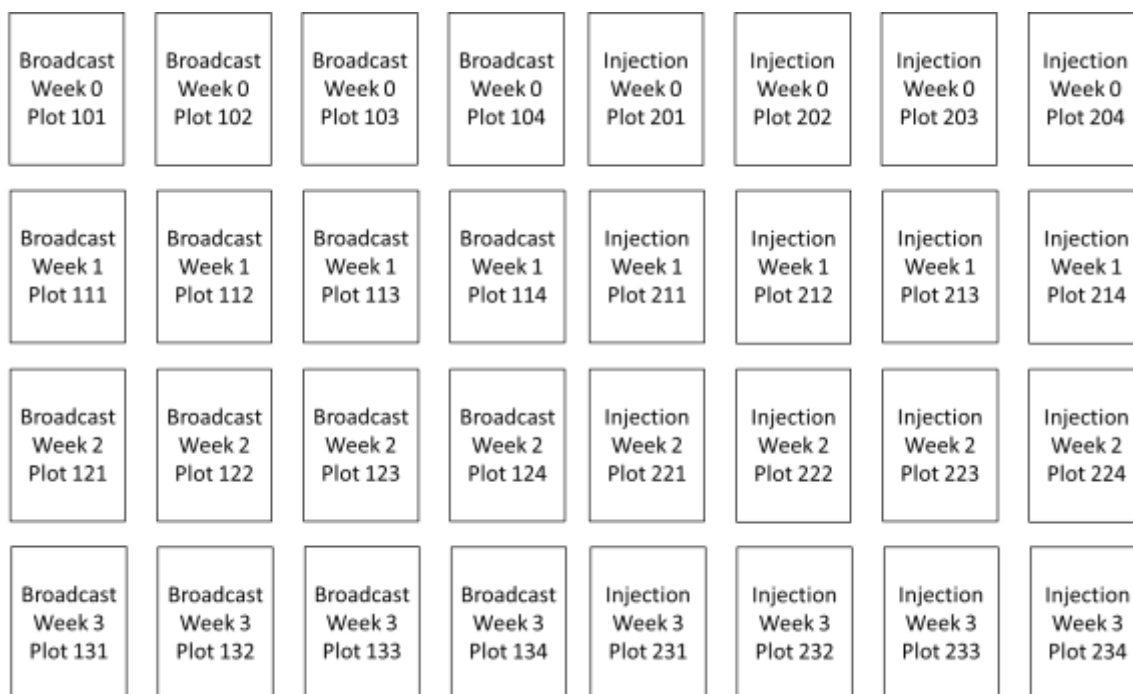 Broadcast
Week 0
Plot 101
Broadcast
Week 0
Plot 102
Broadcast
Week 0
Plot 103
Broadcast
Week 0
Plot 104
Injection
Week 0
Plot 201
Injection
Week 0
Plot 202
Injection
Week 0
Plot 203
Injection
Week 0
Plot 204
Broadcast
Week 1
Plot 111
Broadcast
Week 1
Plot 112
Broadcast
Week 1
Plot 113
Broadcast
Week 1
Plot 114
Injection
Week 1
Plot 211
Injection
Week 1
Plot 212
Injection
Week 1
Plot 213
Injection
Week 1
Plot 214
Broadcast
Week 2
Plot 121
Broadcast
Week 2
Plot 122
Broadcast
Week 2
Plot 123
Broadcast
Week 2
Plot 124
Injection
Week 2
Plot 221
Injection
Week 2
Plot 222
Injection
Week 2
Plot 223
Injection
Week 2
Plot 224
Broadcast
Week 3
Plot 131
Broadcast
Week 3
Plot 132
Broadcast
Week 3
Plot 133
Broadcast
Week 3
Plot 134
Injection
Week 3
Plot 231
Injection
Week 3
Plot 232
Injection
Week 3
Plot 233
Injection
Week 3
Plot 234